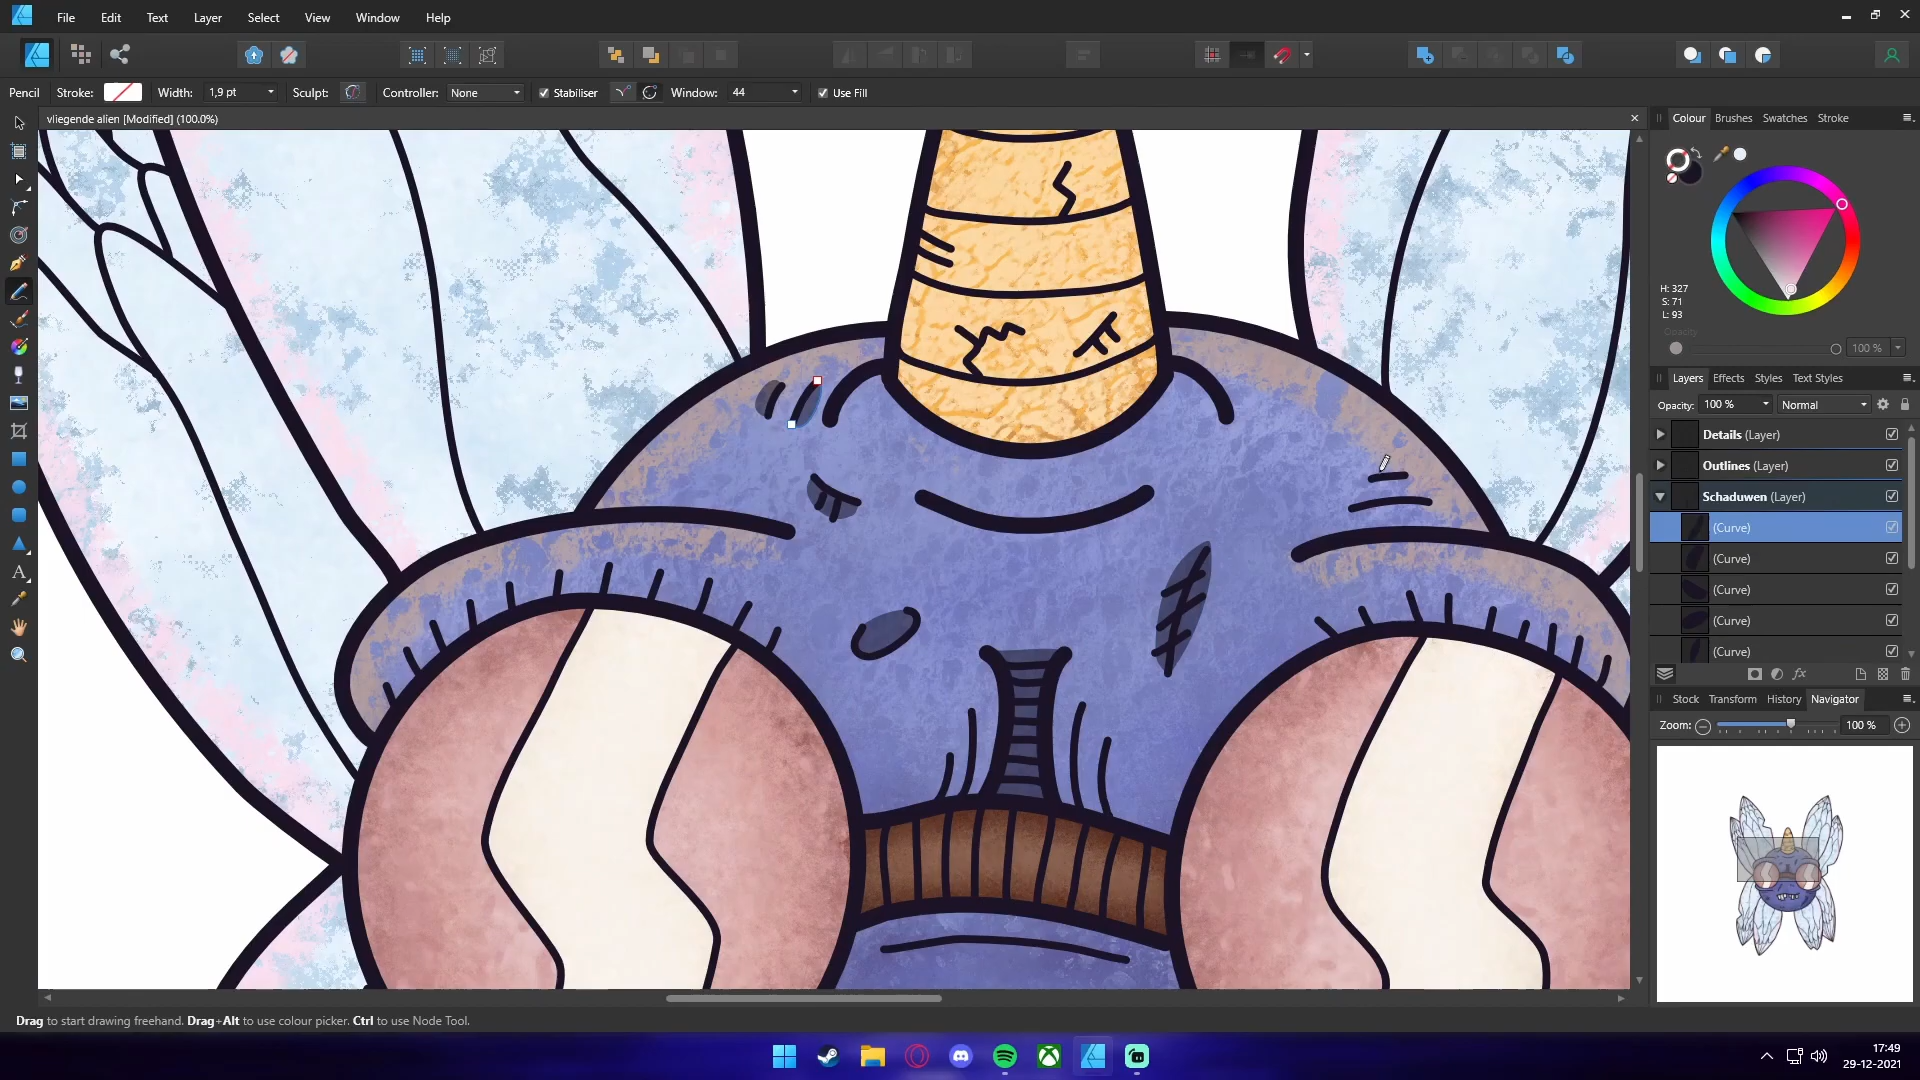 File Edit Text Layer Select View Window Help
Pencil Stroke: Width: 1,9 pt Sculpt: Controller: None Stabiliser Window: 44 Use Fill
vliegende alien [Modified] (100.0%)
Colour Brushes Swatches Stroke
H: 327
S: 71
L: 93
Opacity
100 %
Layers Effects Styles Text Styles
Opacity: 100 % Normal
Details (Layer)
Outlines (Layer)
Schaduwen (Layer)
(Curve)
(Curve)
(Curve)
(Curve)
(Curve)
Stock Transform History Navigator
Zoom: 100 %
A
Drag to start drawing freehand. Drag+Alt to use colour picker. Ctrl to use Node Tool.
17:49
29-12-2021